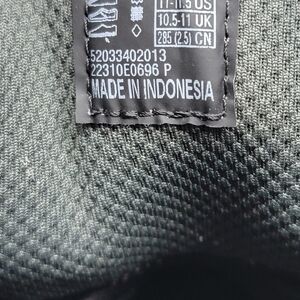 11-11.5 US
10.5-11 UK
285 (2.5) CN
52033402013
22310E0696 P
MADE IN INDONESIA